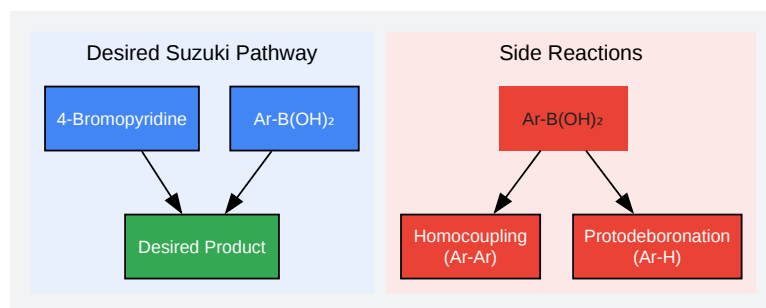 Desired Suzuki Pathway
4-Bromopyridine
Ar-B(OH)₂
Desired Product
Side Reactions
Ar-B(OH)₂
Homocoupling
(Ar-Ar)
Protodeboronation
(Ar-H)